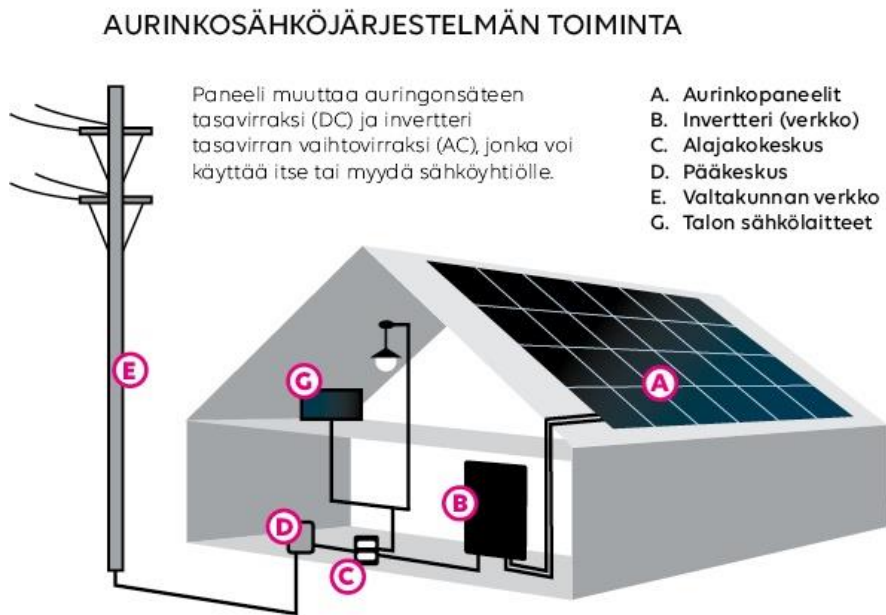 AURINKOSÄHKÖJÄRJESTELMÄN TOIMINTA
Paneeli muuttaa auringonsäteen
tasavirraksi (DC) ja invertteri
tasavirran vaihtovirraksi (AC), jonka voi
käyttää itse tai myydä sähköyhtiölle.
A. Aurinkopaneelit
B. Invertteri (verkko)
C. Alajakokeskus
D. Pääkeskus
E. Valtakunnan verkko
G. Talon sähkölaitteet
E
G
A
B
D
C